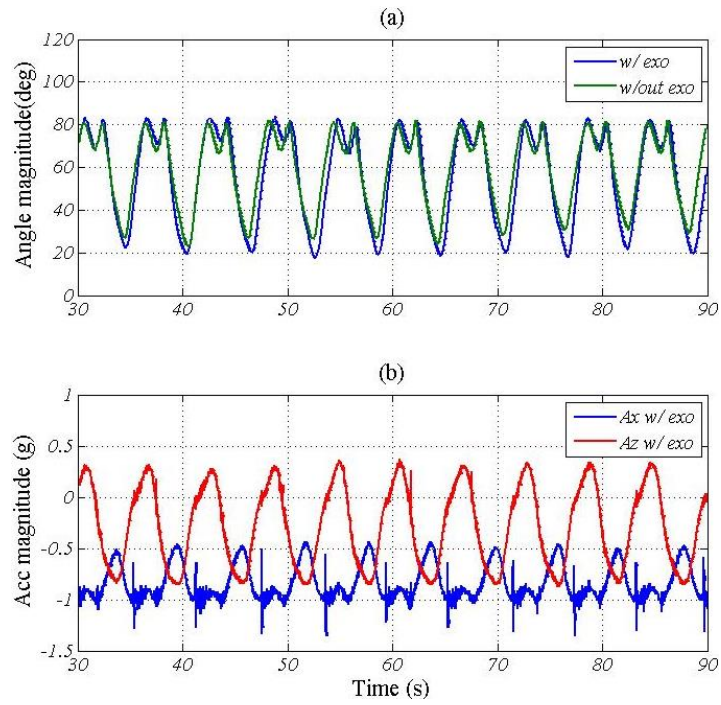 (a)
120
100
80
60
40
20
0
Angle magnitude(deg)
w/ exo
w/out exo
30 40 50 60 70 80 90
(b)
1
0.5
0
-0.5
-1
-1.5
Acc magnitude (g)
Ax w/ exo
Az w/ exo
30 40 50 60 70 80 90
Time (s)